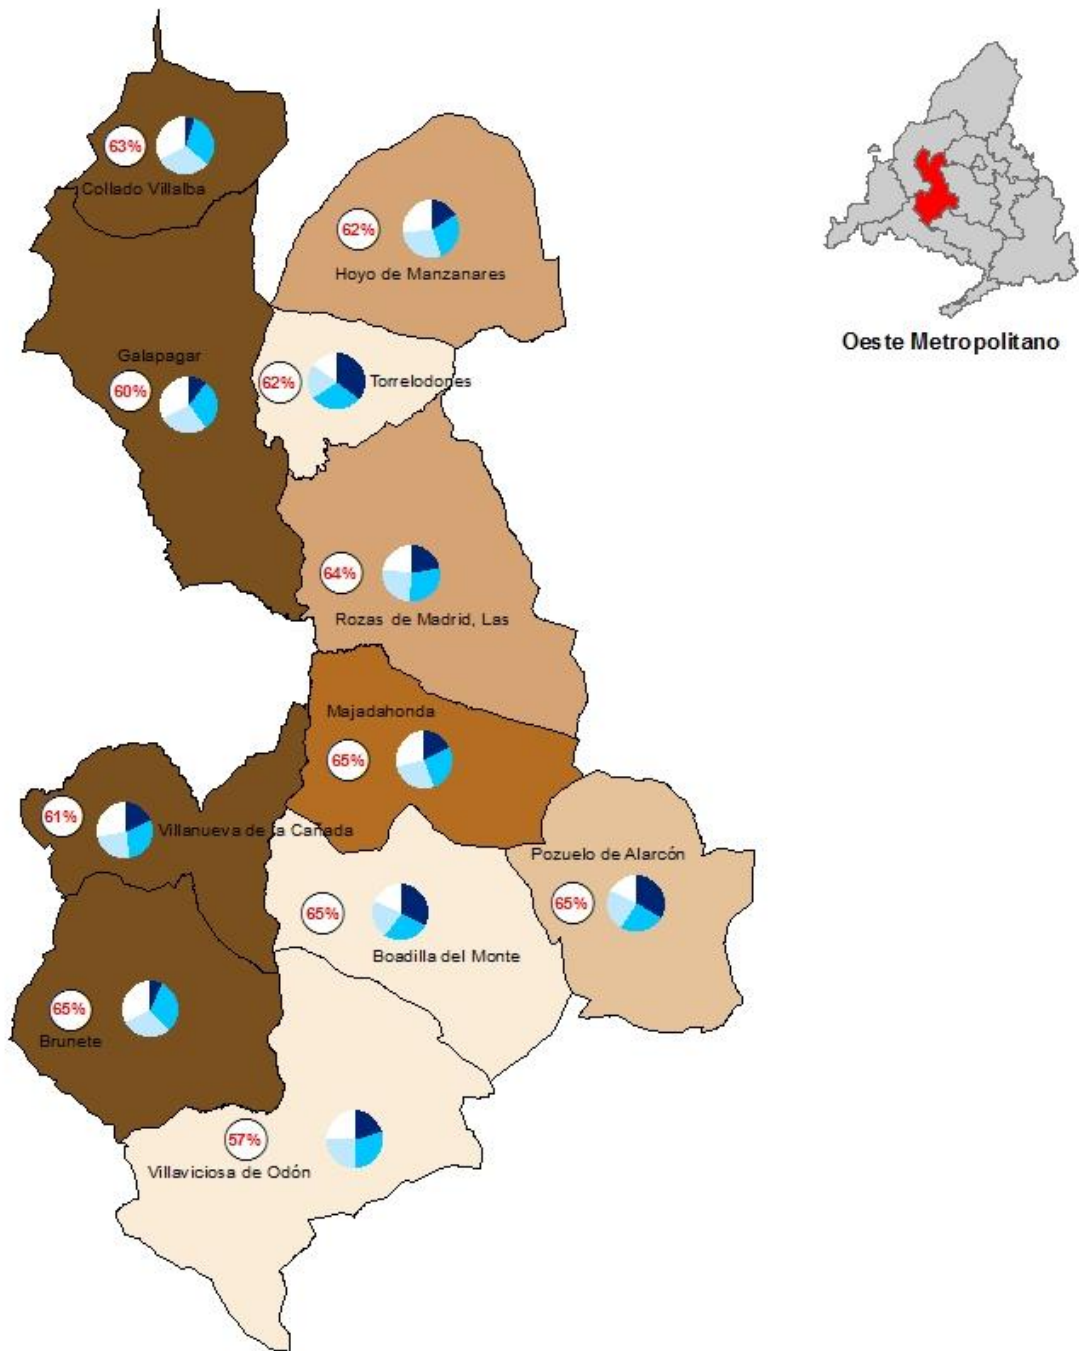 63%
Collado Villalba
62%
Hoyo de Manzanares
Oeste Metropolitano
Galapagar
60%
62%
Torrelodones
64%
Rozas de Madrid, Las
Majadahonda
65%
61%
Villanueva de la Cañada
Pozuelo de Alarcón
65%
65%
Boadilla del Monte
65%
Brunete
57%
Villaviciosa de Odón